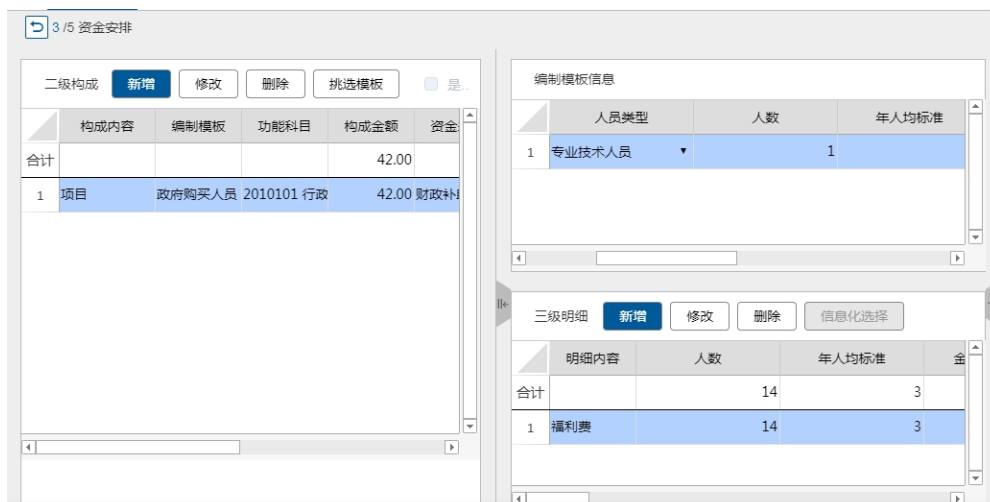 3 /5 资金安排
二级构成 新增 修改 删除 挑选模板 是..
构成内容 编制模板 功能科目 构成金额 资金
合计 42.00
1 项目 政府购买人员 2010101 行政 42.00 财政补
编制模板信息
人员类型 人数 年人均标准
1 专业技术人员 1
三级明细 新增 修改 删除 信息化选择
明细内容 人数 年人均标准 金
合计 14 3
1 福利费 14 3